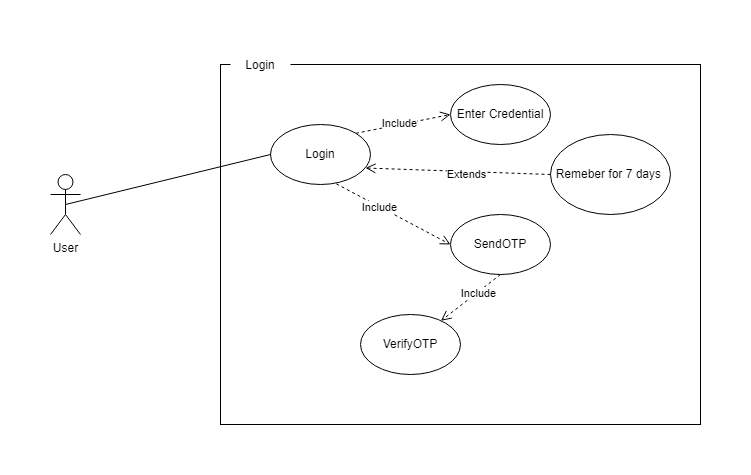 Login
Enter Credential
Include
Login
Extends
Remeber for 7 days
Include
User
SendOTP
Include
VerifyOTP